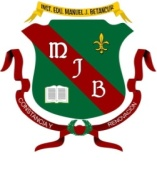 INST. EDU. MANUEL J. BETANCUR
M
J
B
CONSTANCIA Y
RENOVACION